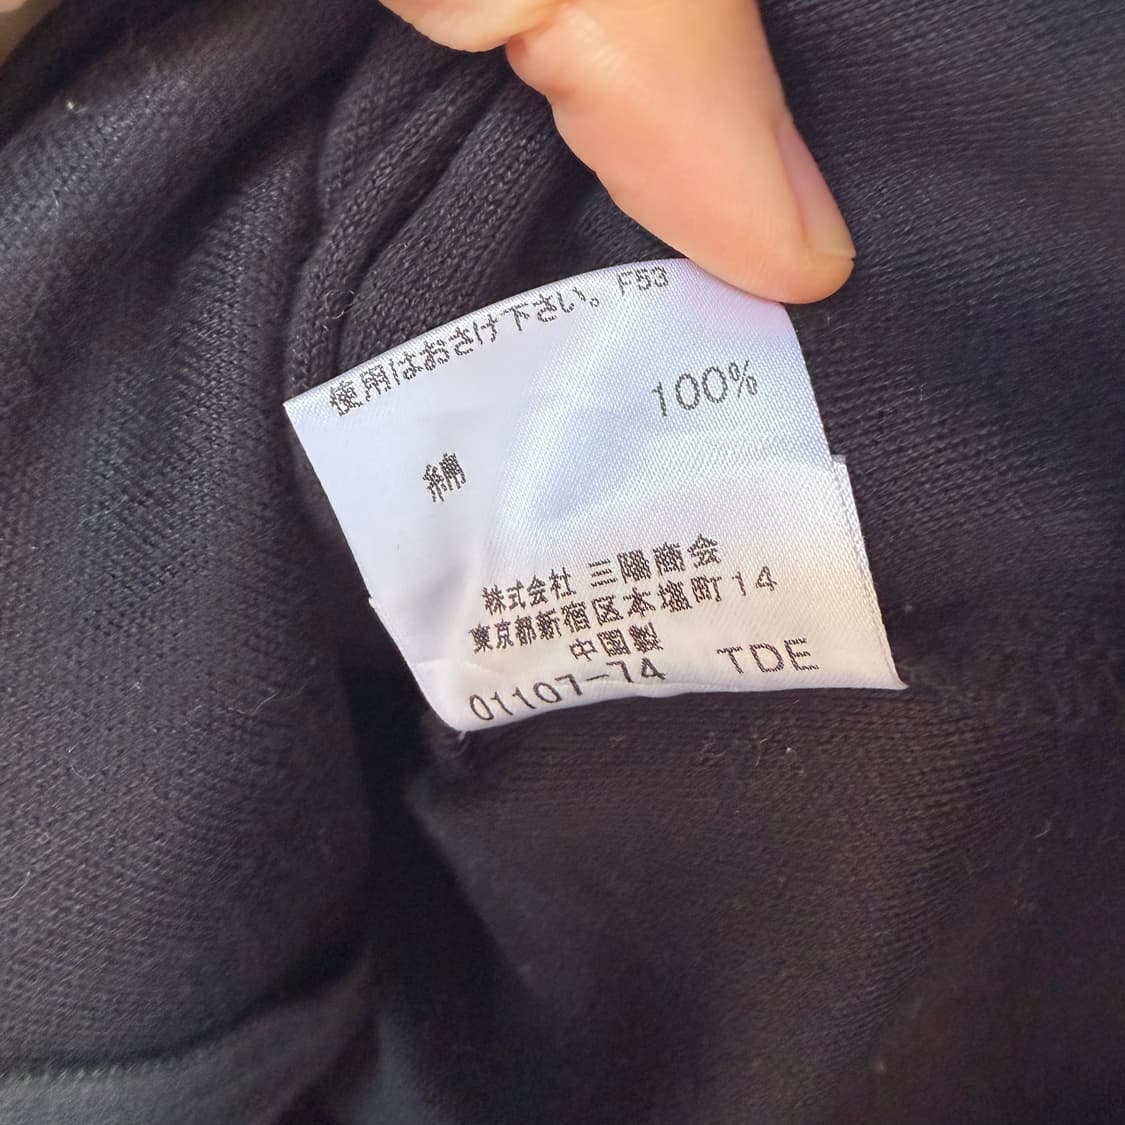 使用はおさけ下さい。F53
綿 100%
株式会社 三陽商会
東京都新宿区本塩町14
中国製
01107-74 TDE